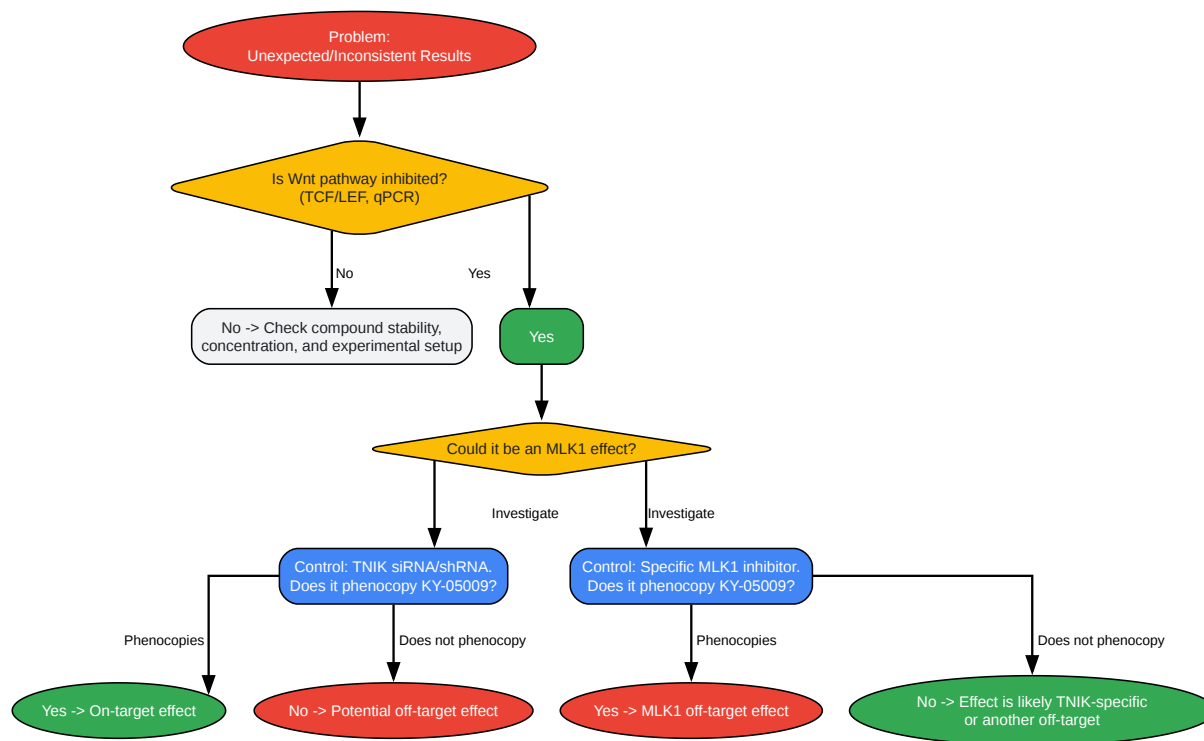 Problem:
Unexpected/Inconsistent Results
Is Wnt pathway inhibited?
(TCF/LEF, qPCR)
No
Yes
No -> Check compound stability,
concentration, and experimental setup
Yes
Could it be an MLK1 effect?
Investigate
Investigate
Control: TNIK siRNA/shRNA.
Does it phenocopy KY-05009?
Control: Specific MLK1 inhibitor.
Does it phenocopy KY-05009?
Phenocopies
Does not phenocopy
Phenocopies
Does not phenocopy
Yes -> On-target effect
No -> Potential off-target effect
Yes -> MLK1 off-target effect
No -> Effect is likely TNIK-specific
or another off-target